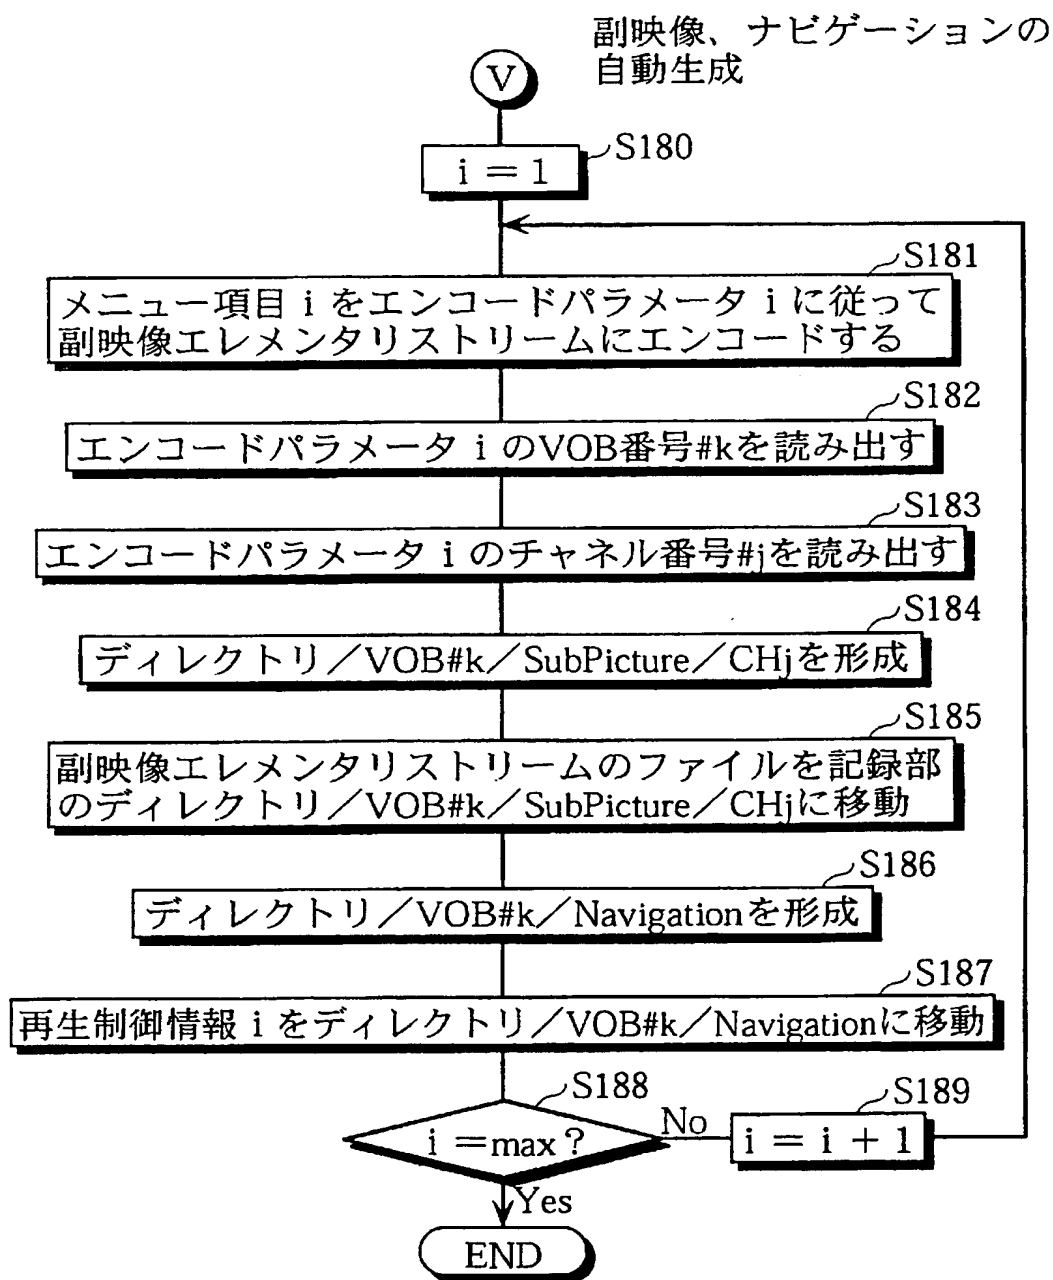 副映像、ナビゲーションの
自動生成
V
S180
i = 1
S181
メニュー項目 i をエンコードパラメータ i に従って
副映像エレメンタリストリームにエンコードする
S182
エンコードパラメータ i のVOB番号#kを読み出す
S183
エンコードパラメータ i のチャネル番号#jを読み出す
S184
ディレクトリ／VOB#k／SubPicture／CHjを形成
S185
副映像エレメンタリストリームのファイルを記録部
のディレクトリ／VOB#k／SubPicture／CHjに移動
S186
ディレクトリ／VOB#k／Navigationを形成
S187
再生制御情報 i をディレクトリ／VOB#k／Navigationに移動
S188
i =max？
No
S189
i = i + 1
Yes
END